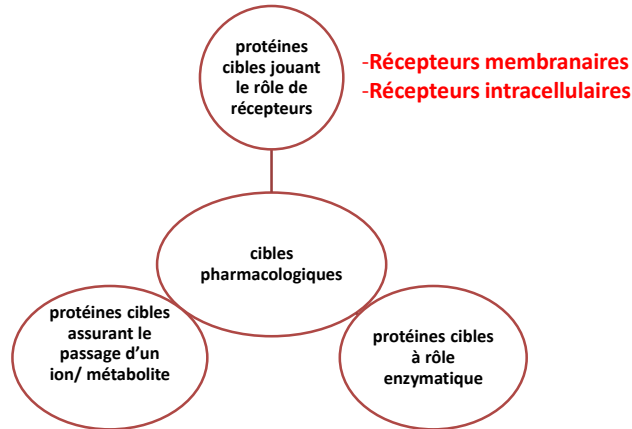 protéines
cibles jouant
le rôle de
récepteurs
-Récepteurs membranaires
-Récepteurs intracellulaires
cibles
pharmacologiques
protéines cibles
assurant le
passage d'un
ion/ métabolite
protéines cibles
à rôle
enzymatique